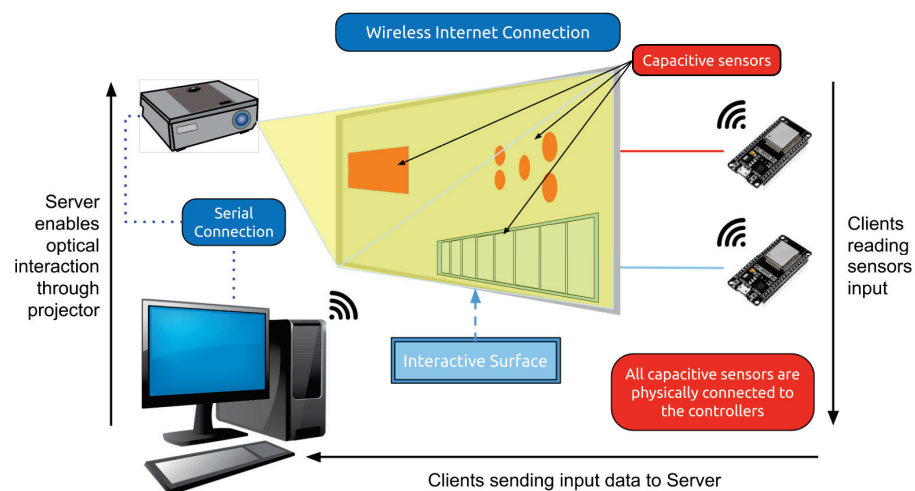 Wireless Internet Connection
Capacitive sensors
Server
enables
optical
interaction
through
projector
Serial
Connection
Clients
reading
sensors
input
Interactive Surface
All capacitive sensors are
physically connected to
the controllers
Clients sending input data to Server